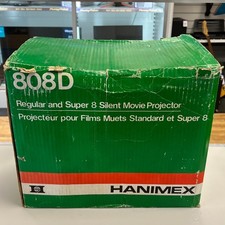 808D
Regular and Super 8 Silent Movie Projector
Projecteur pour Films Muets Standard et Super 8
HANIMEX